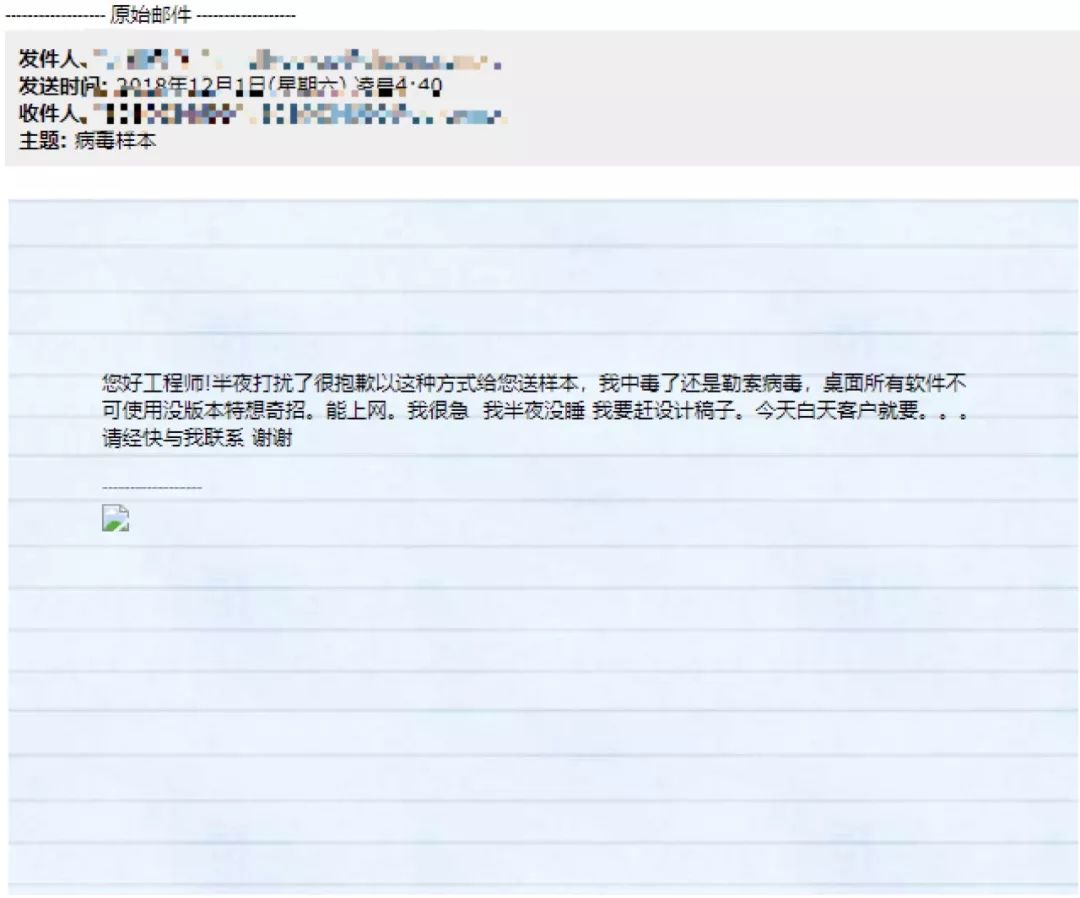 ------------------ 原始邮件 ------------------
发件人
发送时间: 2018年12月1日(星期六) 凌晨4:40
收件人
主题: 病毒样本
您好工程师!半夜打扰了很抱歉以这种方式给您送样本，我中毒了还是勒索病毒，桌面所有软件不
可使用没版本特想奇招。能上网。我很急 我半夜没睡 我要赶设计稿子。今天白天客户就要。。。
请经快与我联系 谢谢
------------------